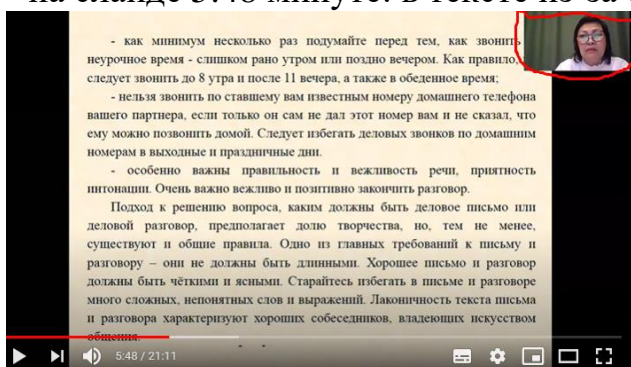 на слайде 5:48 минуте. В тексте из-за
- как минимум несколько раз подумайте перед тем, как звонить
неурочное время - слишком рано утром или поздно вечером. Как правило,
следует звонить до 8 утра и после 11 вечера, а также в обеденное время;
- нельзя звонить по ставшему вам известным номеру домашнего телефона
вашего партнера, если только он сам не дал этот номер вам и не сказал, что
ему можно позвонить домой. Следует избегать деловых звонков по домашним
номерам в выходные и праздничные дни.
- особенно важны правильность и вежливость речи, приятность
интонации. Очень важно вежливо и позитивно закончить разговор.
Подход к решению вопроса, каким должны быть деловое письмо или
деловой разговор, предполагает долю творчества, но, тем не менее,
существуют и общие правила. Одно из главных требований к письму и
разговору – они не должны быть длинными. Хорошее письмо и разговор
должны быть чёткими и ясными. Старайтесь избегать в письме и разговоре
много сложных, непонятных слов и выражений. Лаконичность текста письма
и разговора характеризуют хороших собеседников, владеющих искусством
общения.
5:48 / 21:11